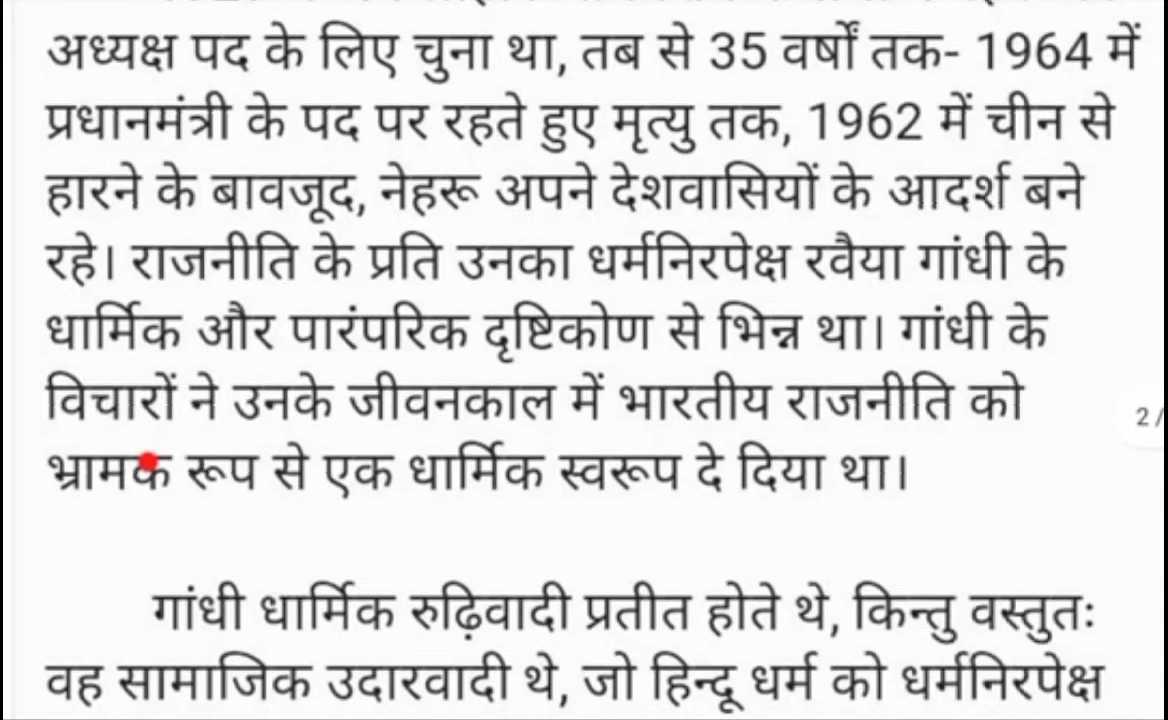 अध्यक्ष पद के लिए चुना था, तब से 35 वर्षों तक- 1964 में
प्रधानमंत्री के पद पर रहते हुए मृत्यु तक, 1962 में चीन से
हारने के बावजूद, नेहरू अपने देशवासियों के आदर्श बने
रहे। राजनीति के प्रति उनका धर्मनिरपेक्ष रवैया गांधी के
धार्मिक और पारंपरिक दृष्टिकोण से भिन्न था। गांधी के
विचारों ने उनके जीवनकाल में भारतीय राजनीति को
2/
भ्रामक रूप से एक धार्मिक स्वरूप दे दिया था।
गांधी धार्मिक रुढ़िवादी प्रतीत होते थे, किन्तु वस्तुतः
वह सामाजिक उदारवादी थे, जो हिन्दू धर्म को धर्मनिरपेक्ष